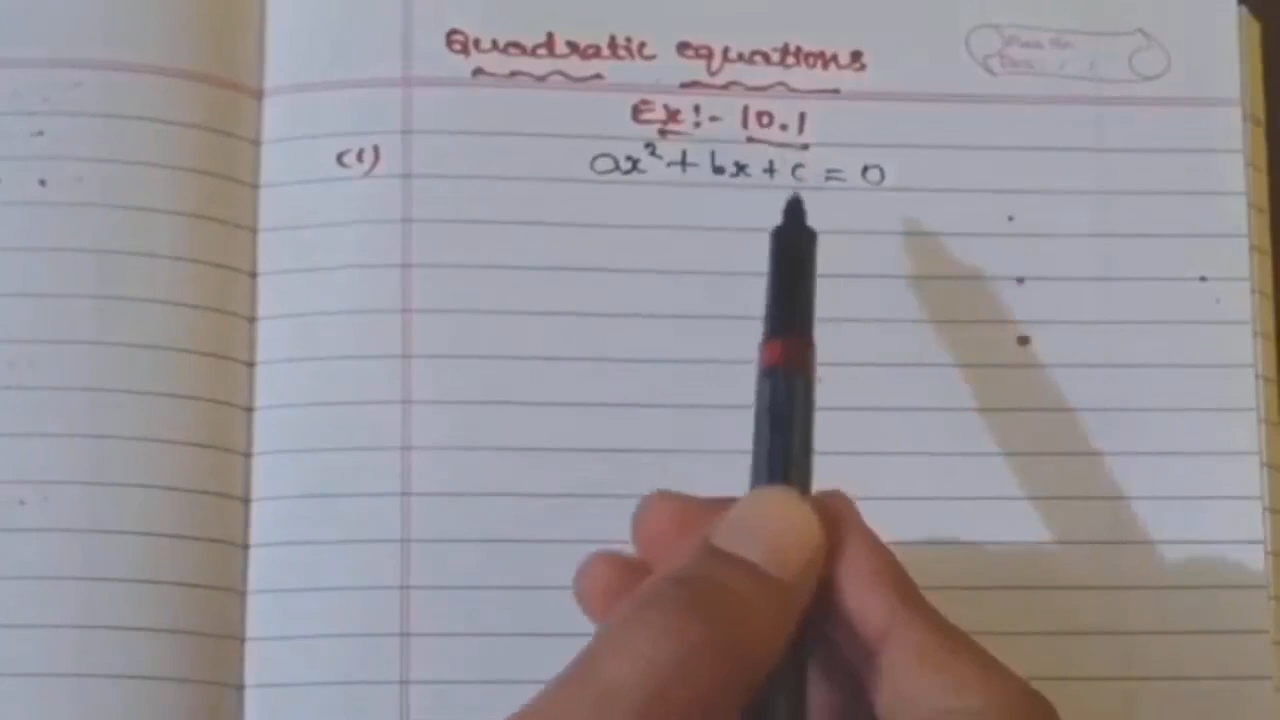 Quadratic equations
Ex:- 10.1
(1) ax² + bx + c = 0